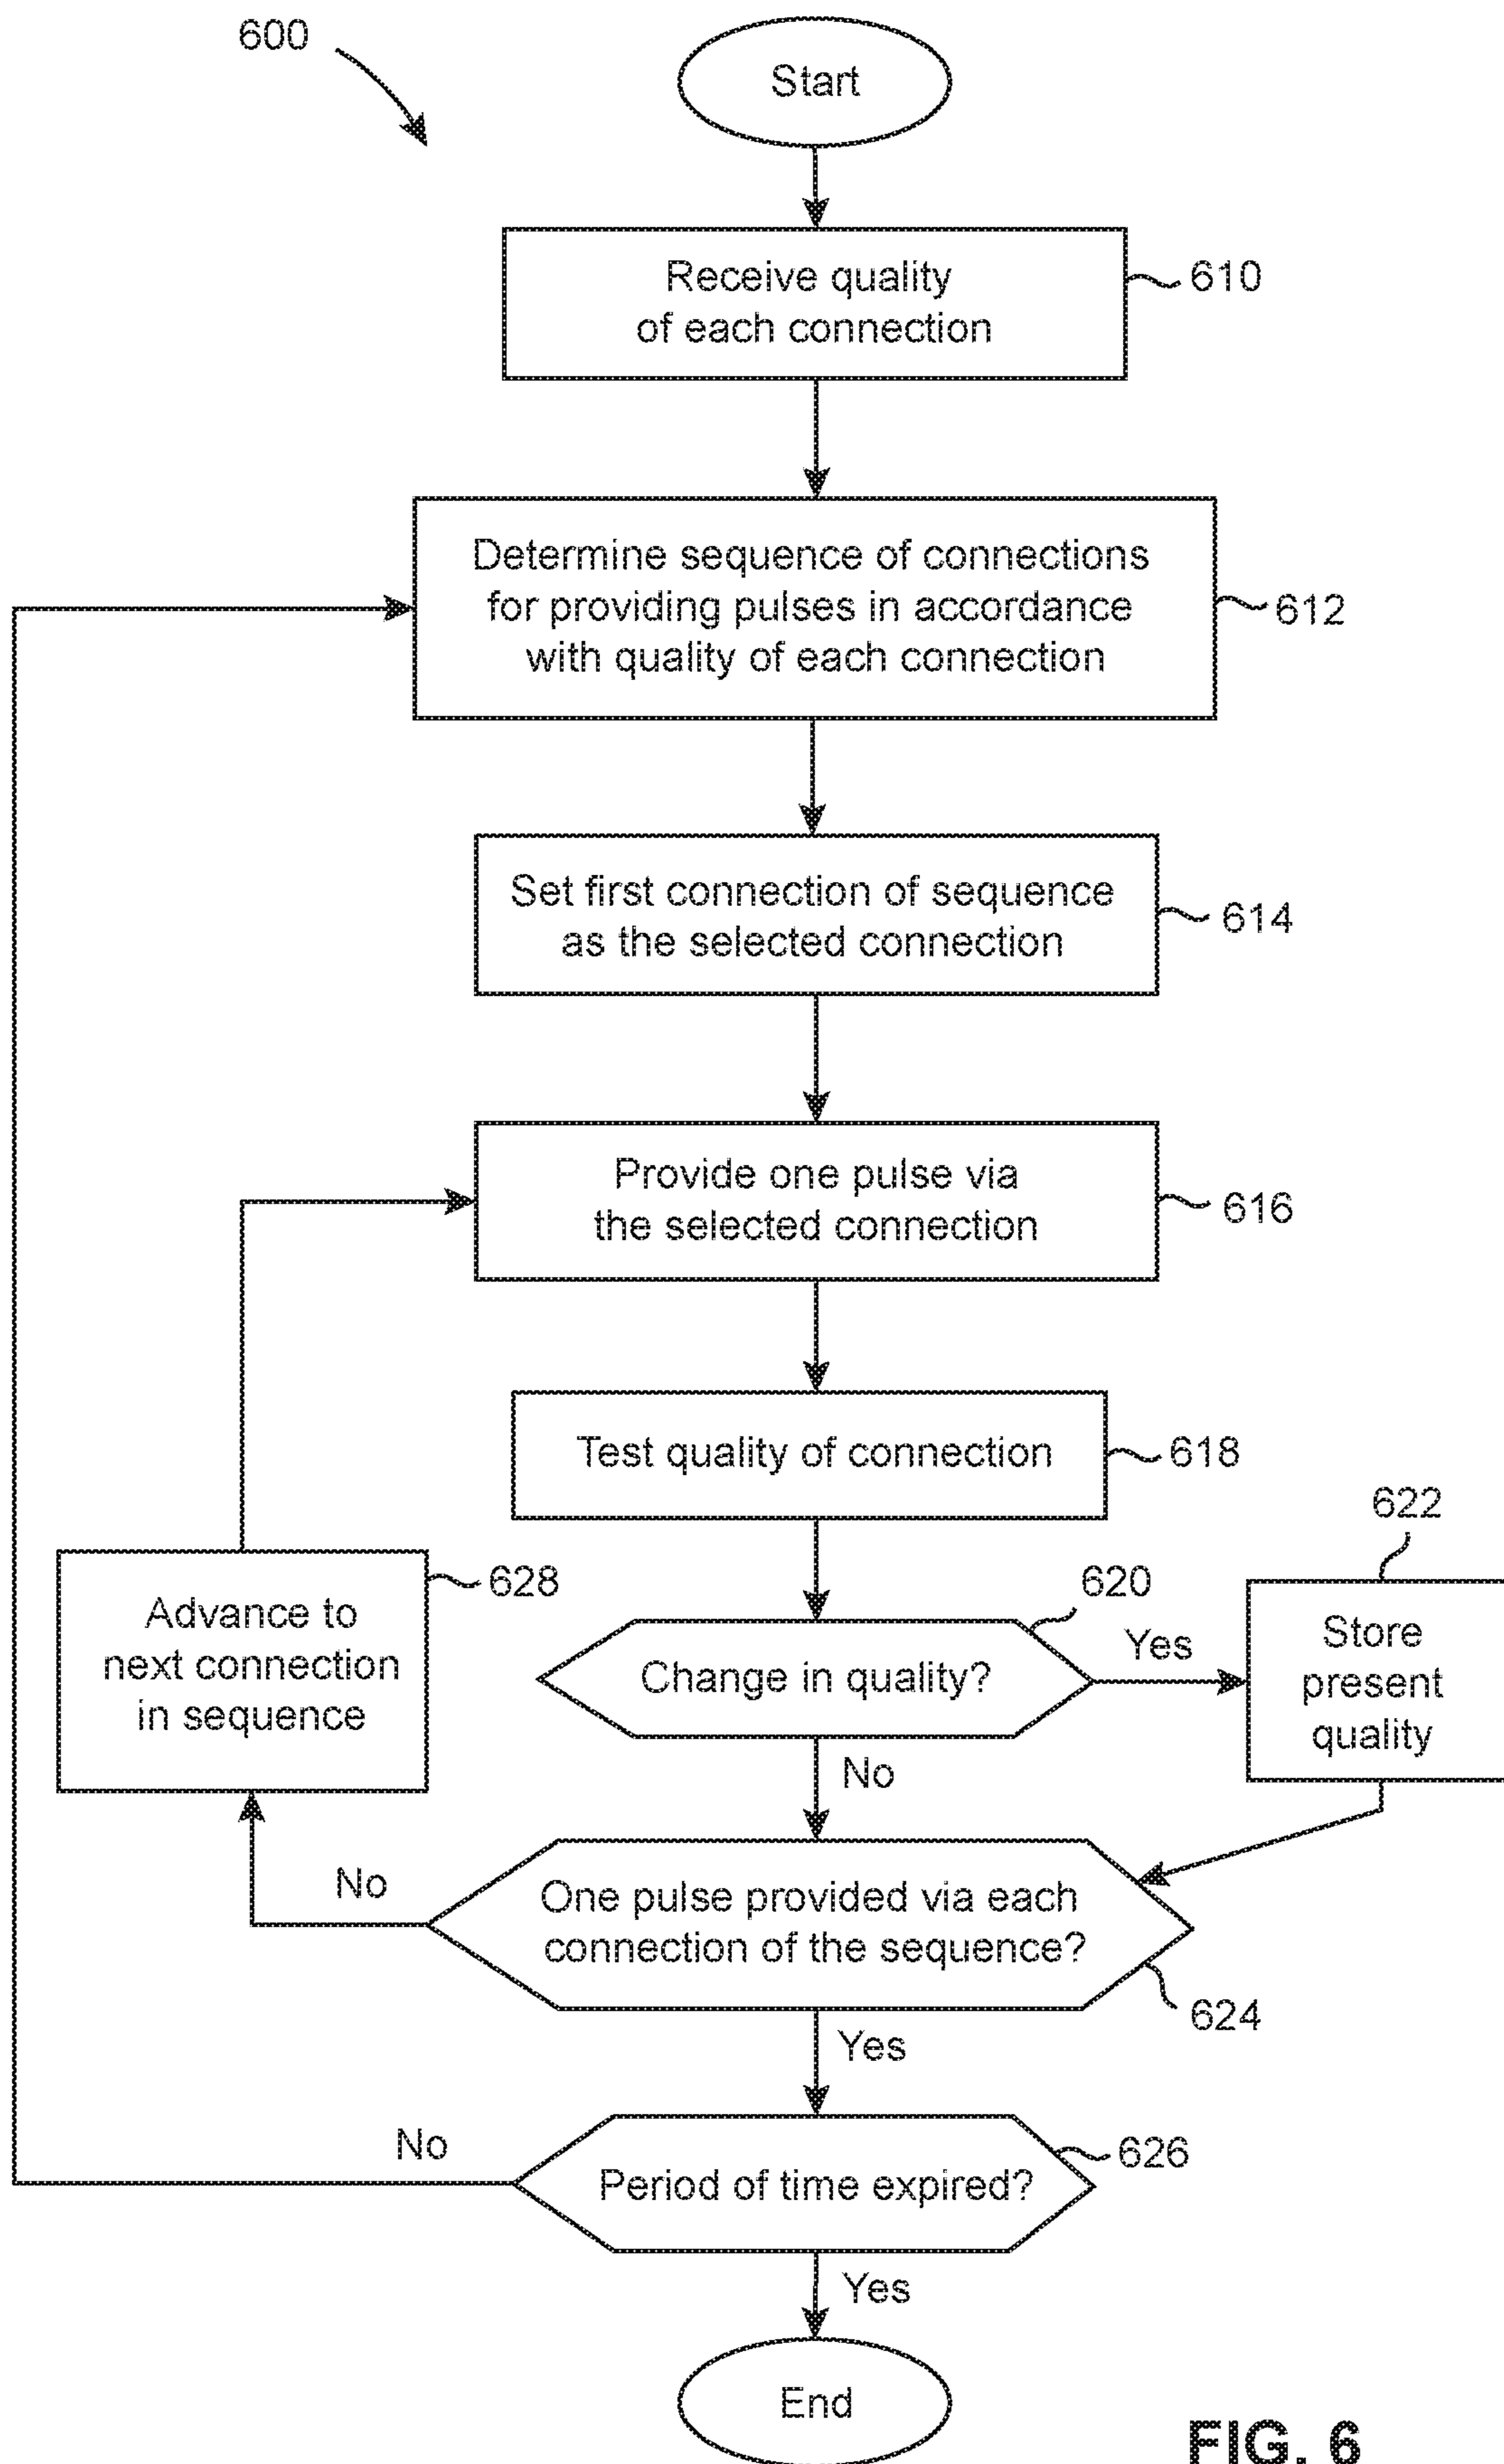 600
Start
Receive quality
of each connection
610
Determine sequence of connections
for providing pulses in accordance
with quality of each connection
612
Set first connection of sequence
as the selected connection
614
Provide one pulse via
the selected connection
616
Test quality of connection
618
622
Advance to
next connection
in sequence
628
620
Change in quality?
Yes
Store
present
quality
No
No
One pulse provided via each
connection of the sequence?
624
Yes
No
Period of time expired?
626
Yes
End
FIG. 6